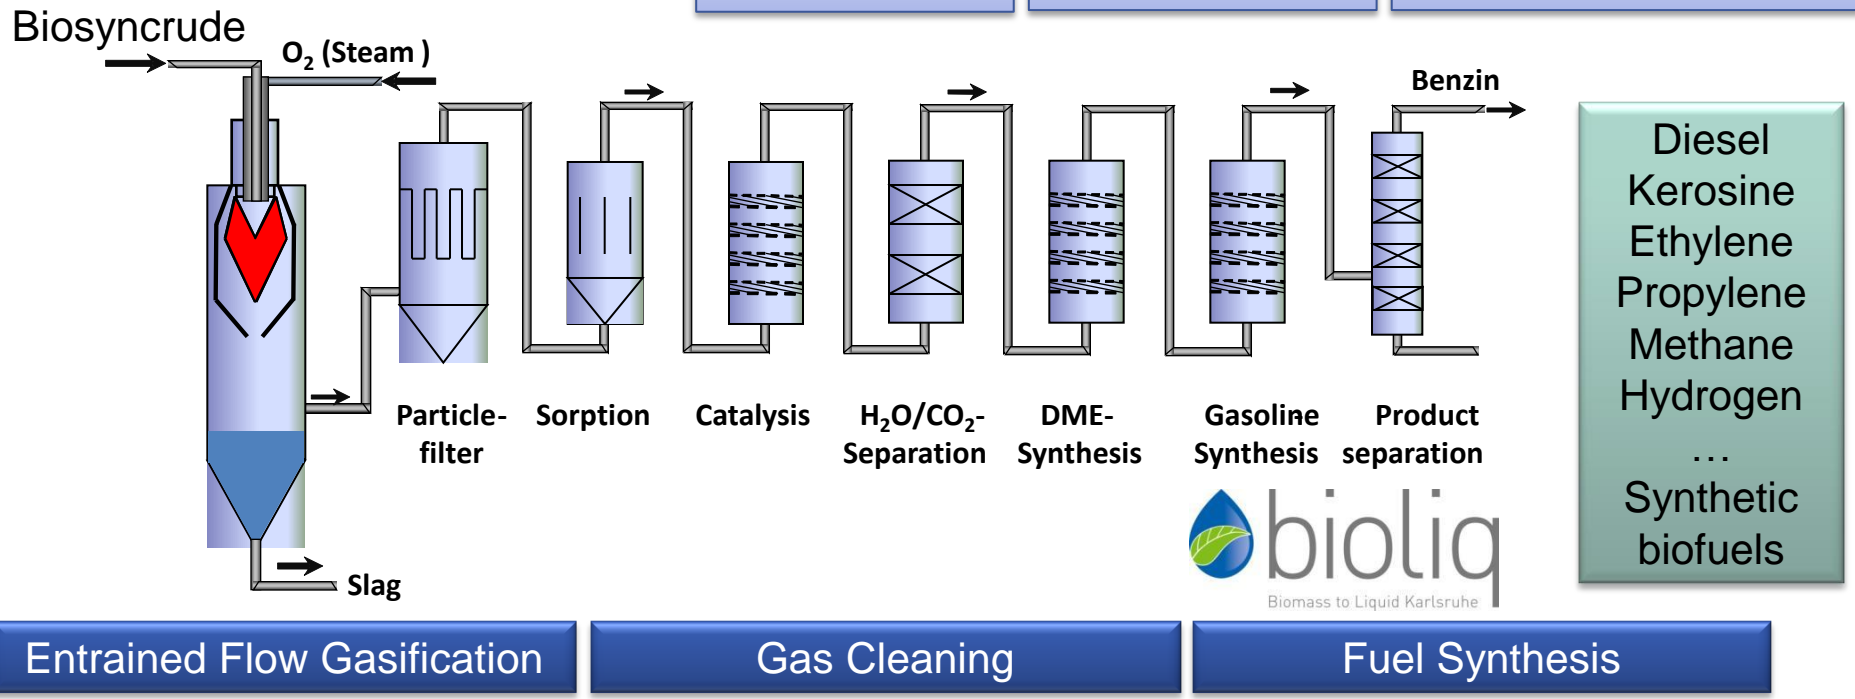 Biosyncrude
O₂ (Steam )
Benzin
Particle-
filter
Sorption
Catalysis
H₂O/CO₂-
Separation
DME-
Synthesis
Gasoline-
Synthesis
Product
separation
Slag
bioliq
Biomass to Liquid Karlsruhe
Diesel
Kerosine
Ethylene
Propylene
Methane
Hydrogen
…
Synthetic
biofuels
Entrained Flow Gasification
Gas Cleaning
Fuel Synthesis